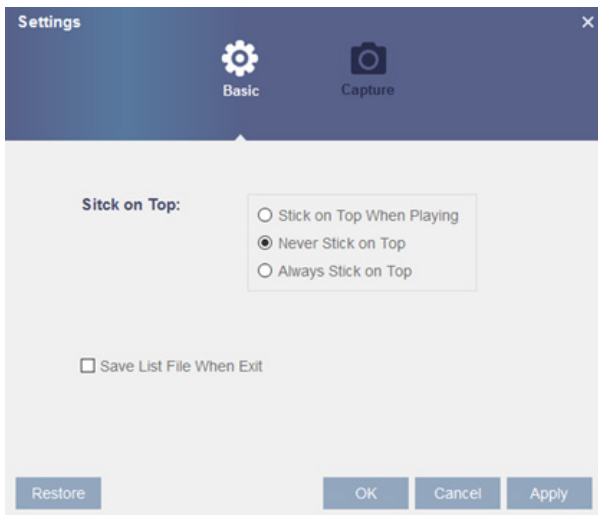 Settings
Basic
Capture
Sitck on Top:
Stick on Top When Playing
Never Stick on Top
Always Stick on Top
Save List File When Exit
Restore
OK
Cancel
Apply